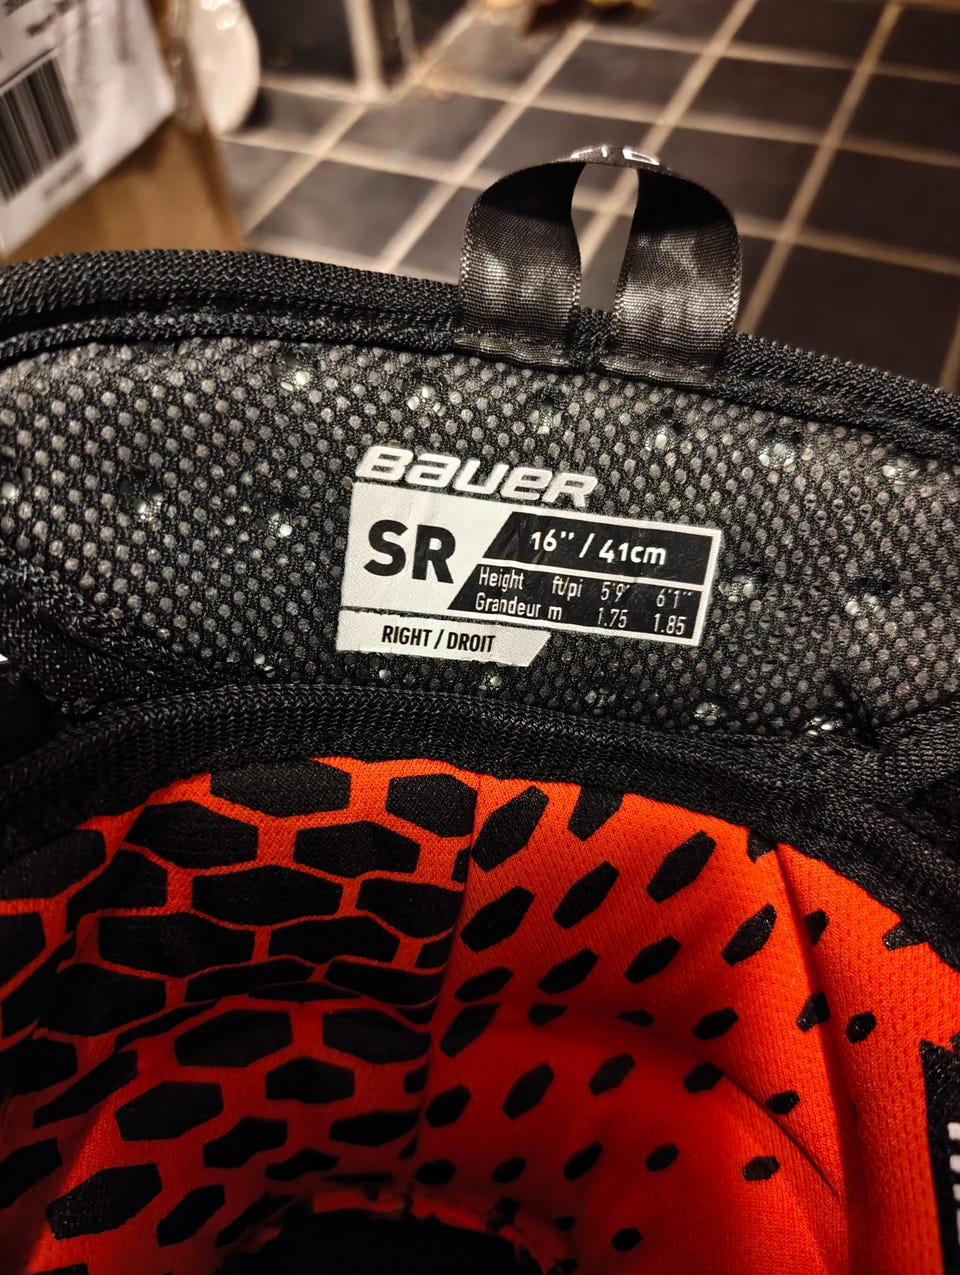 BAUER
SR
16" / 41cm
Height ft/pi 5'9" 6'1"
Grandeur m 1.75 1.85
RIGHT / DROIT